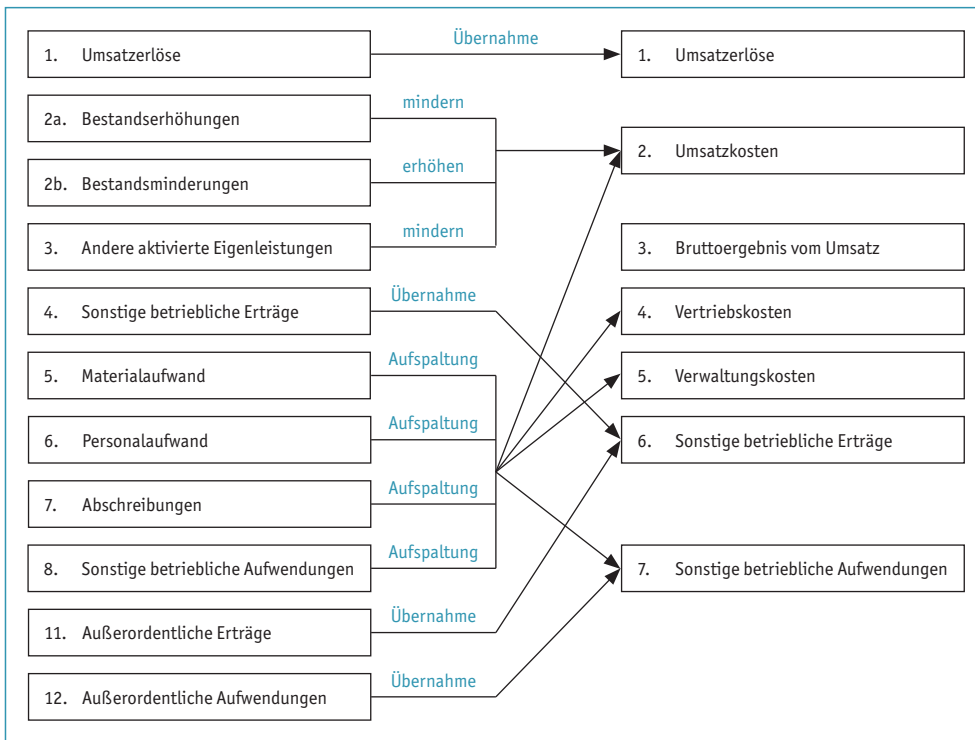 1. Umsatzerlöse
Übernahme
1. Umsatzerlöse
2a. Bestandserhöhungen
mindern
2. Umsatzkosten
2b. Bestandsminderungen
erhöhen
3. Andere aktivierte Eigenleistungen
mindern
3. Bruttoergebnis vom Umsatz
4. Sonstige betriebliche Erträge
Übernahme
4. Vertriebskosten
5. Materialaufwand
Aufspaltung
5. Verwaltungskosten
6. Personalaufwand
Aufspaltung
6. Sonstige betriebliche Erträge
7. Abschreibungen
Aufspaltung
8. Sonstige betriebliche Aufwendungen
Aufspaltung
7. Sonstige betriebliche Aufwendungen
11. Außerordentliche Erträge
Übernahme
12. Außerordentliche Aufwendungen
Übernahme